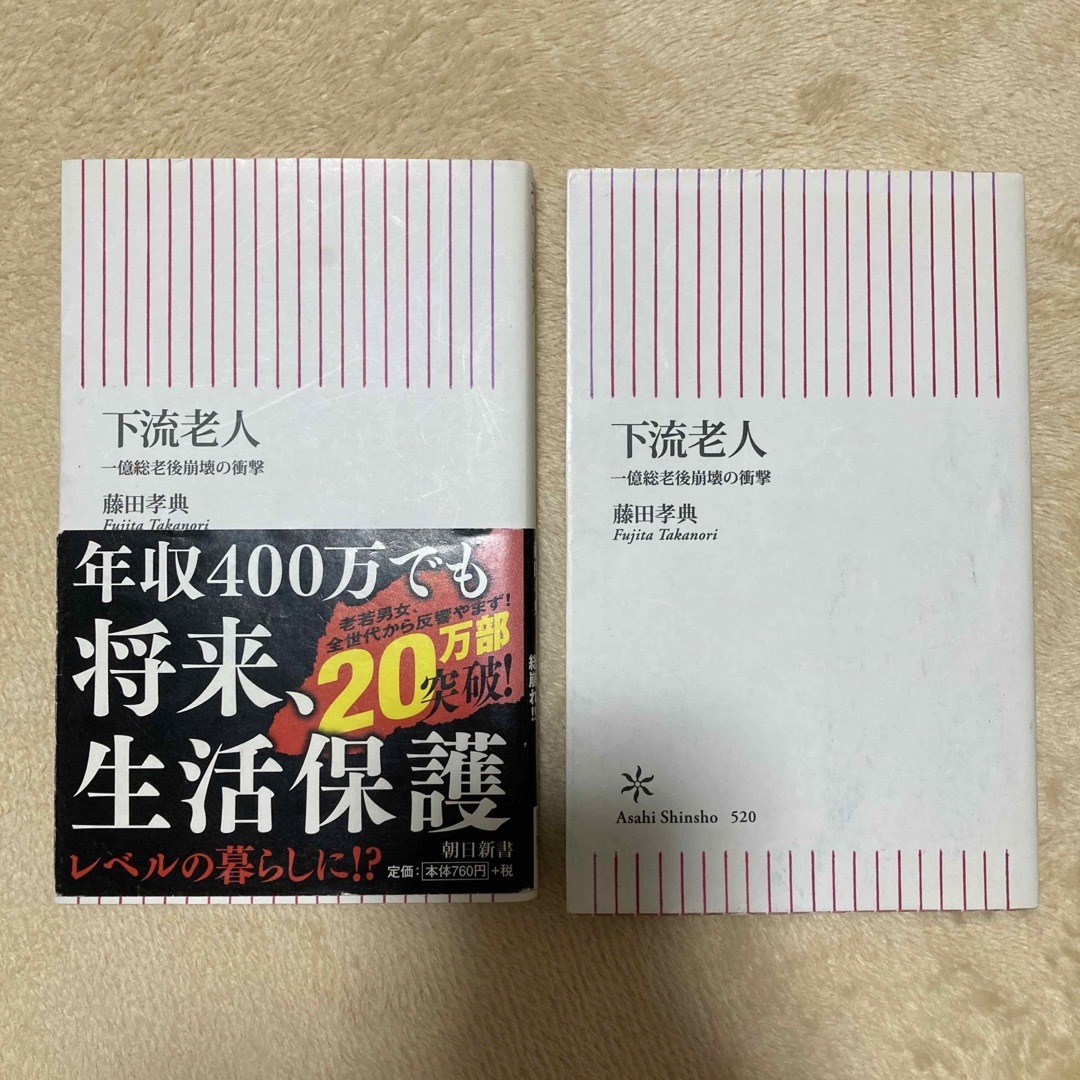 下流老人
一億総老後崩壊の衝撃
藤田孝典
Fujita Takanori
年収400万でも
将来、
生活保護
レベルの暮らしに!?
老若男女、
全世代から反響やまず!
20万部
突破!
朝日新書
定価:本体760円+税
下流老人
一億総老後崩壊の衝撃
藤田孝典
Fujita Takanori
Asahi Shinsho 520